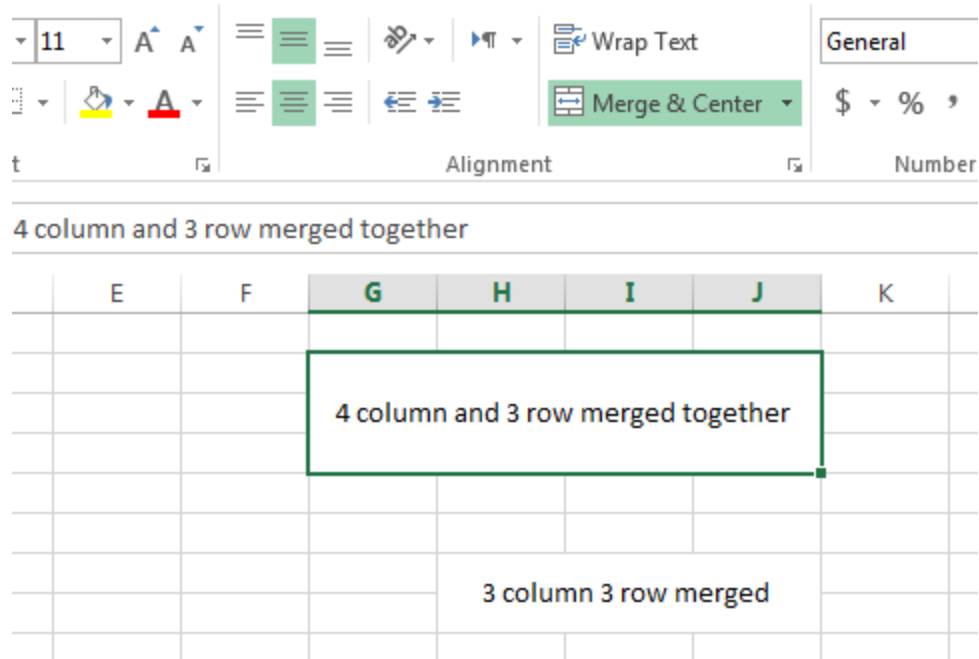 11 A A Wrap Text General
A Merge & Center $ % ,
t Alignment Number
4 column and 3 row merged together
E F G H I J K
4 column and 3 row merged together
3 column 3 row merged